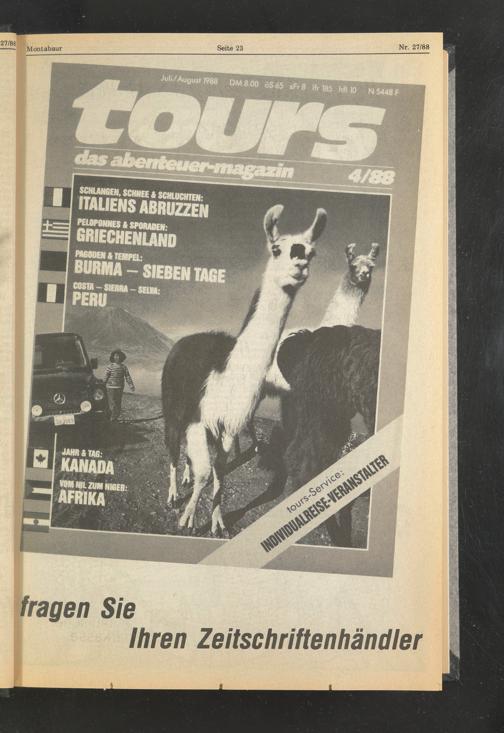 27/88
Montabaur
Seite 23
Nr. 27/88
Juli/August 1988 DM 8.00 öS 65 sFr 8 lfr 185 hfl 10 N 5448 F
tours
das abenteuer-magazin
4/88
SCHLANGEN, SCHNEE & SCHLUCHTEN:
ITALIENS ABRUZZEN
PELOPONNES & SPORADEN:
GRIECHENLAND
PAGODEN & TEMPEL:
BURMA — SIEBEN TAGE
COSTA — SIERRA — SELVA:
PERU
JAHR & TAG:
KANADA
VOM NIL ZUM NIGER:
AFRIKA
tours-Service:
INDIVIDUALREISE-VERANSTALTER
fragen Sie
Ihren Zeitschriftenhändler